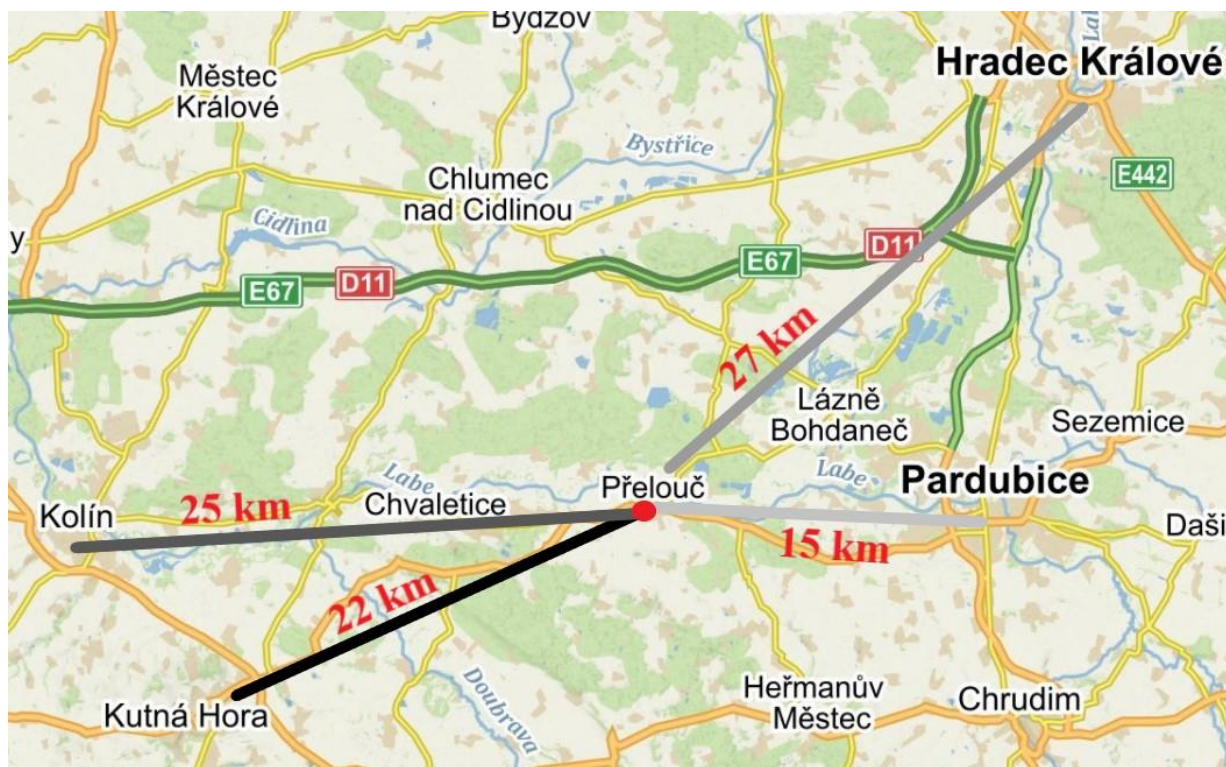 Bydžov
Hradec Králové
Městec
Králové
Labe
Bystřice
E442
Chlumec
nad Cidlinou
Cidlina
y
D11
E67
E67
D11
27 km
Lázně
Bohdaneč
Sezemice
Labe
Přelouč
Labe
Pardubice
Kolín
25 km
Chvaletice
Daši
15 km
22 km
Kutná Hora
Doubrava
Heřmanův
Městec
Chrudim